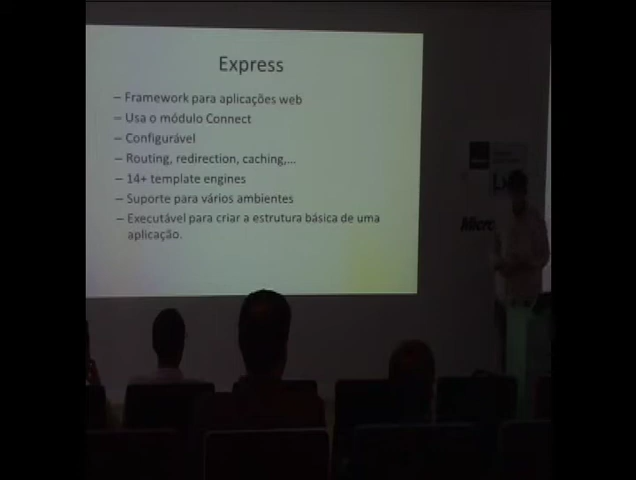 Express
– Framework para aplicações web
– Usa o módulo Connect
– Configurável
– Routing, redirection, caching,...
– 14+ template engines
– Suporte para vários ambientes
– Executável para criar a estrutura básica de uma
aplicação.